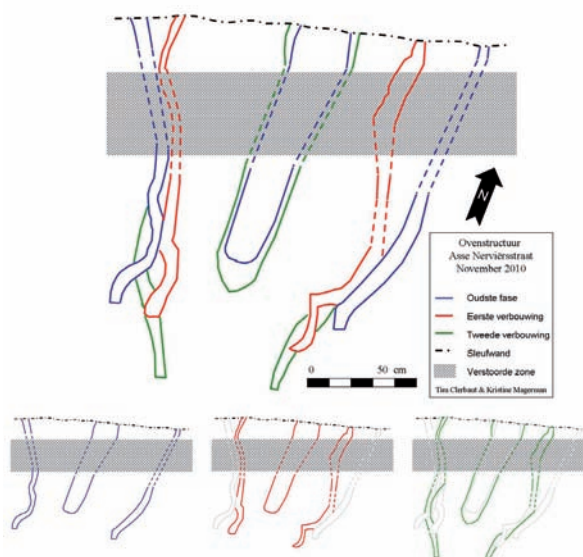 N
Ovenstructuur
Asse Nerviërsstraat
November 2010
Oudste fase
Eerste verbouwing
Tweede verbouwing
Sleufwand
Verstoorde zone
Tim Clerbaut & Kristine Magerman
0 50 cm